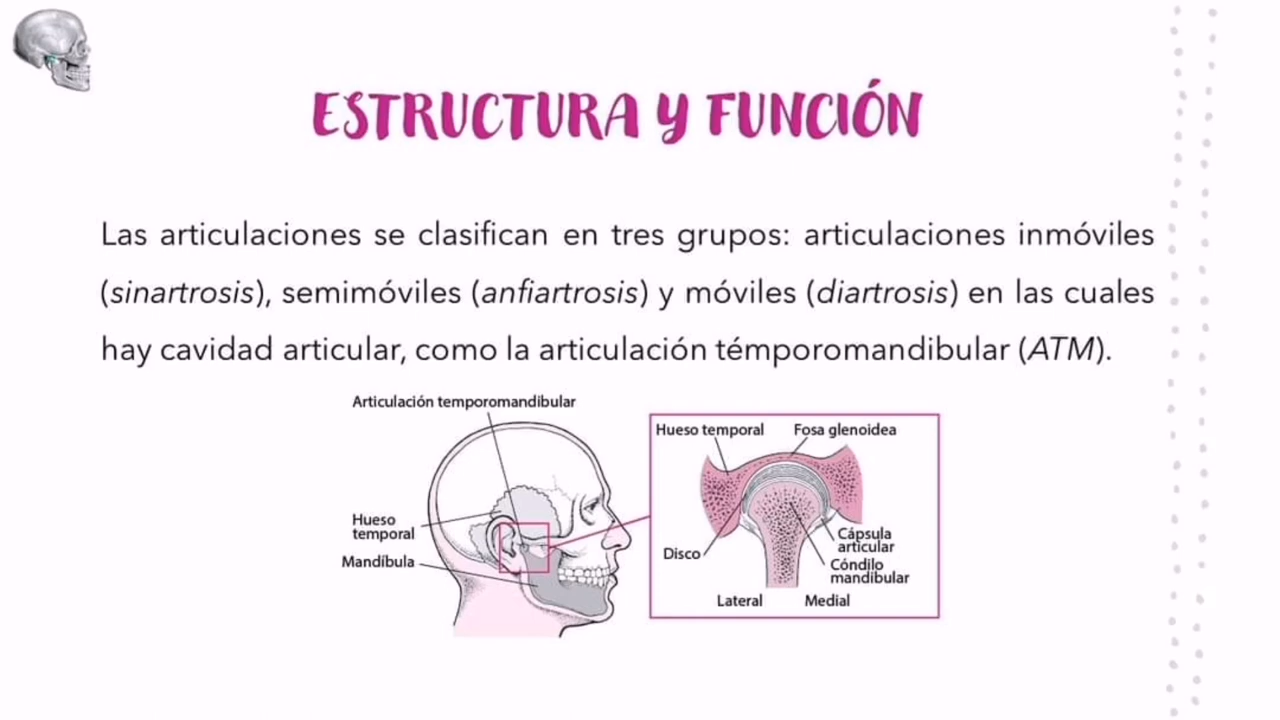 ESTRUCTURA Y FUNCIÓN
Las articulaciones se clasifican en tres grupos: articulaciones inmóviles
(sinartrosis), semimóviles (anfiartrosis) y móviles (diartrosis) en las cuales
hay cavidad articular, como la articulación témporomandibular (ATM).
Articulación temporomandibular
Hueso
temporal
Mandíbula
Hueso temporal
Fosa glenoidea
Disco
Cápsula
articular
Cóndilo
mandibular
Lateral
Medial